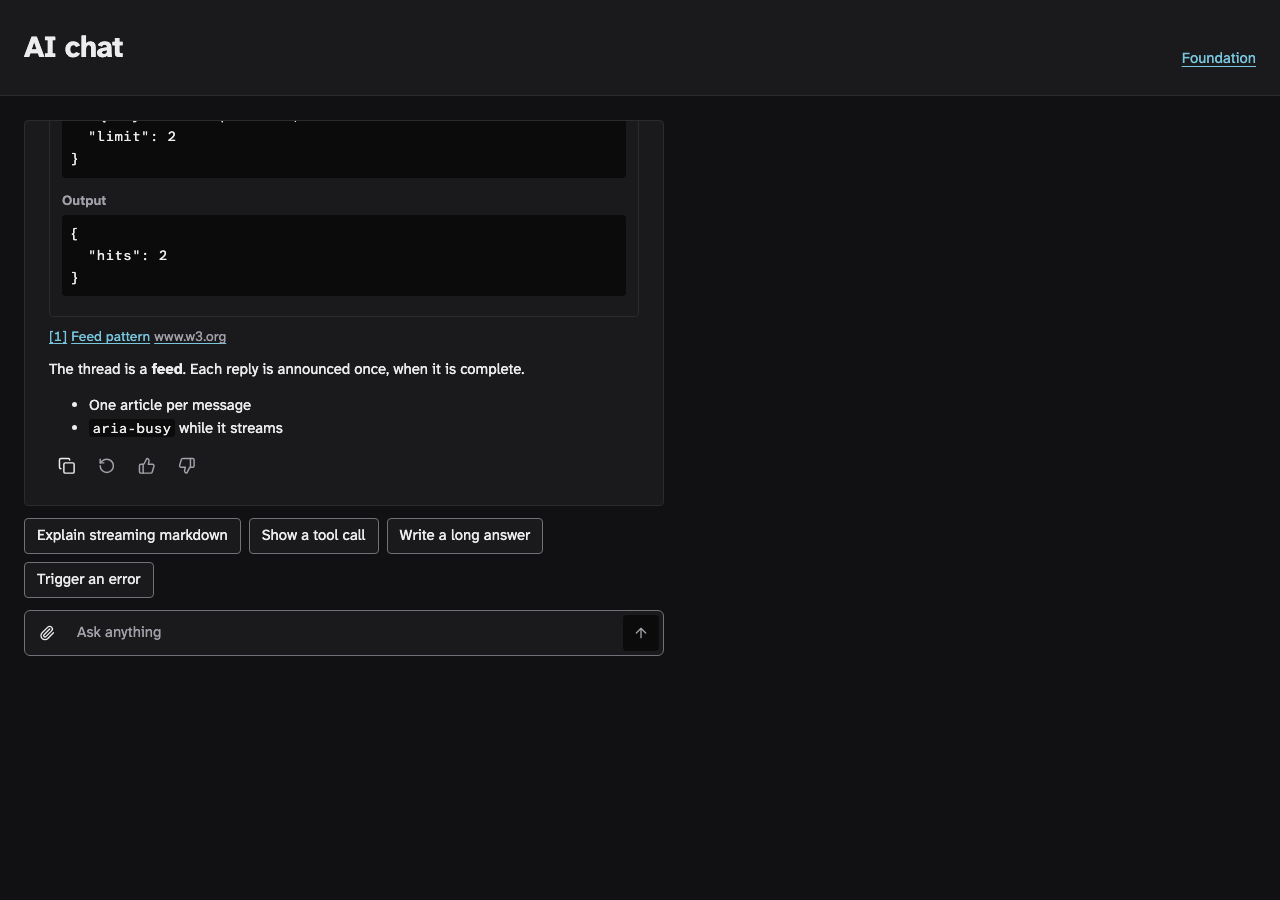 AI chat
Foundation
"limit": 2
}
Output
{
"hits": 2
}
[1] Feed pattern www.w3.org
The thread is a feed. Each reply is announced once, when it is complete.
• One article per message
• aria-busy while it streams
Explain streaming markdown
Show a tool call
Write a long answer
Trigger an error
Ask anything